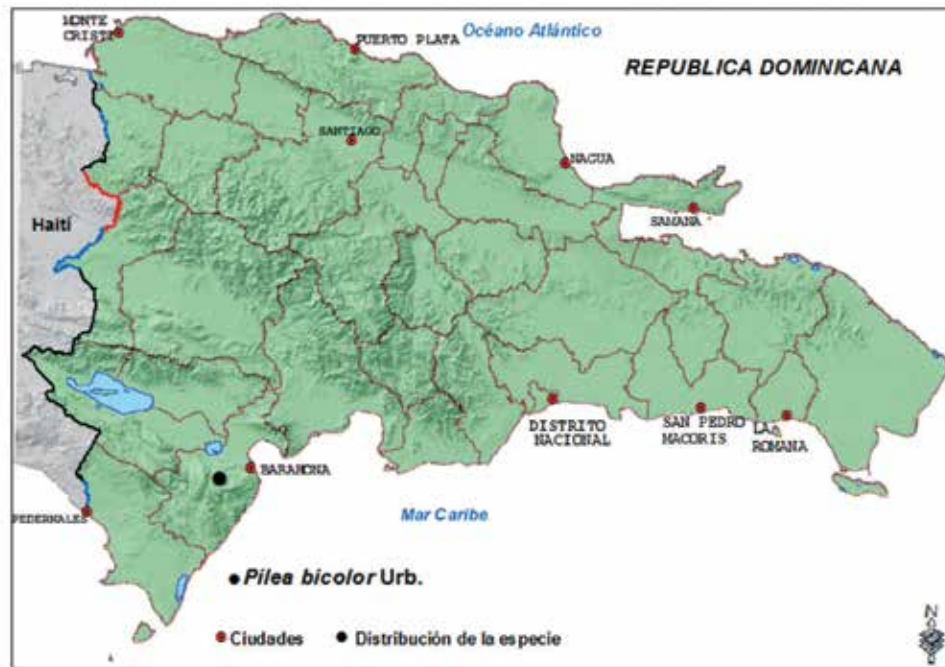 MONTE
CRISTI
PUERTO PLATA
Océano Atlántico
REPUBLICA DOMINICANA
SANTIAGO
NAGUA
Haití
SAMANA
DISTRITO
NACIONAL
SAN PEDRO
MACORIS
LA
ROMANA
BARAHONA
PEDERNALES
Mar Caribe
Pilea bicolor Urb.
Ciudades
Distribución de la especie